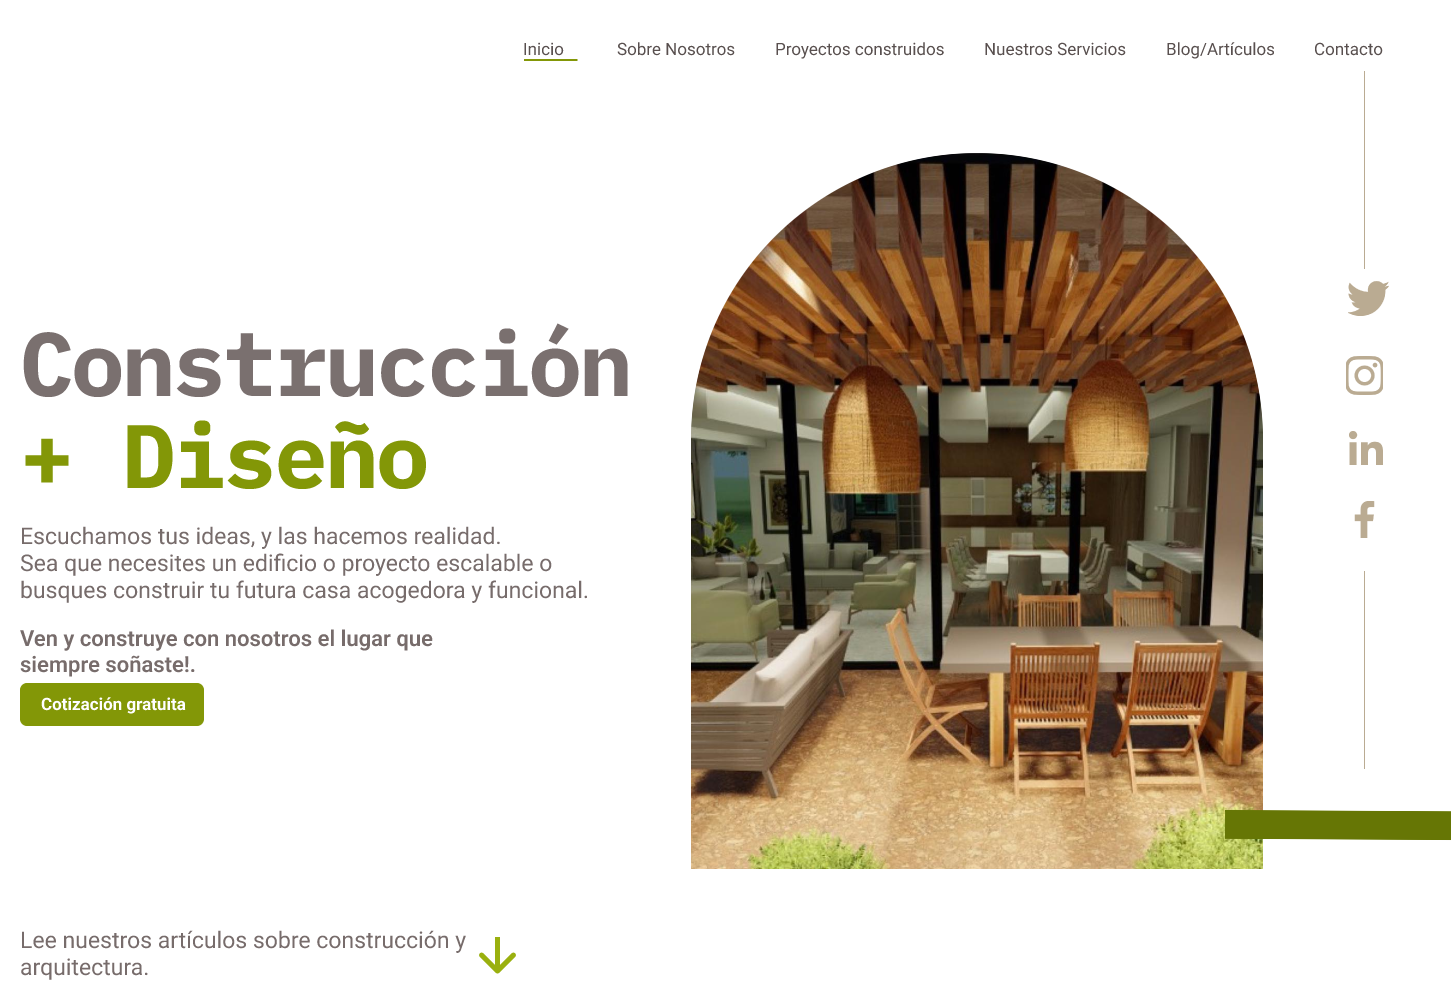 Inicio
Sobre Nosotros
Proyectos construidos
Nuestros Servicios
Blog/Artículos
Contacto
Construcción
+ Diseño
Escuchamos tus ideas, y las hacemos realidad.
Sea que necesites un edificio o proyecto escalable o
busques construir tu futura casa acogedora y funcional.
Ven y construye con nosotros el lugar que
siempre soñaste!.
Cotización gratuita
Lee nuestros artículos sobre construcción y
arquitectura.